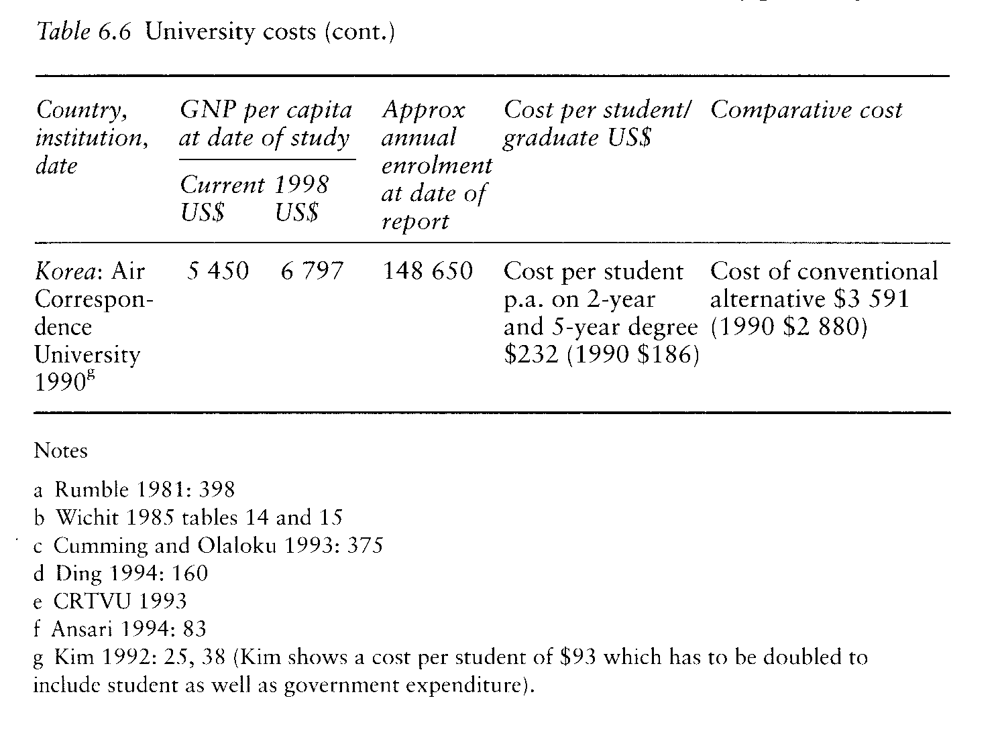 Table 6.6 University costs (cont.)
Country, institution, date
GNP per capita at date of study
Current US$
1998 US$
Approx annual enrolment at date of report
Cost per student/ graduate US$
Comparative cost
Korea: Air Correspon-dence University 1990g
5 450
6 797
148 650
Cost per student p.a. on 2-year and 5-year degree $232 (1990 $186)
Cost of conventional alternative $3 591 (1990 $2 880)
Notes
a Rumble 1981: 398
b Wichit 1985 tables 14 and 15
c Cumming and Olaloku 1993: 375
d Ding 1994: 160
e CRTVU 1993
f Ansari 1994: 83
g Kim 1992: 25, 38 (Kim shows a cost per student of $93 which has to be doubled to
include student as well as government expenditure).